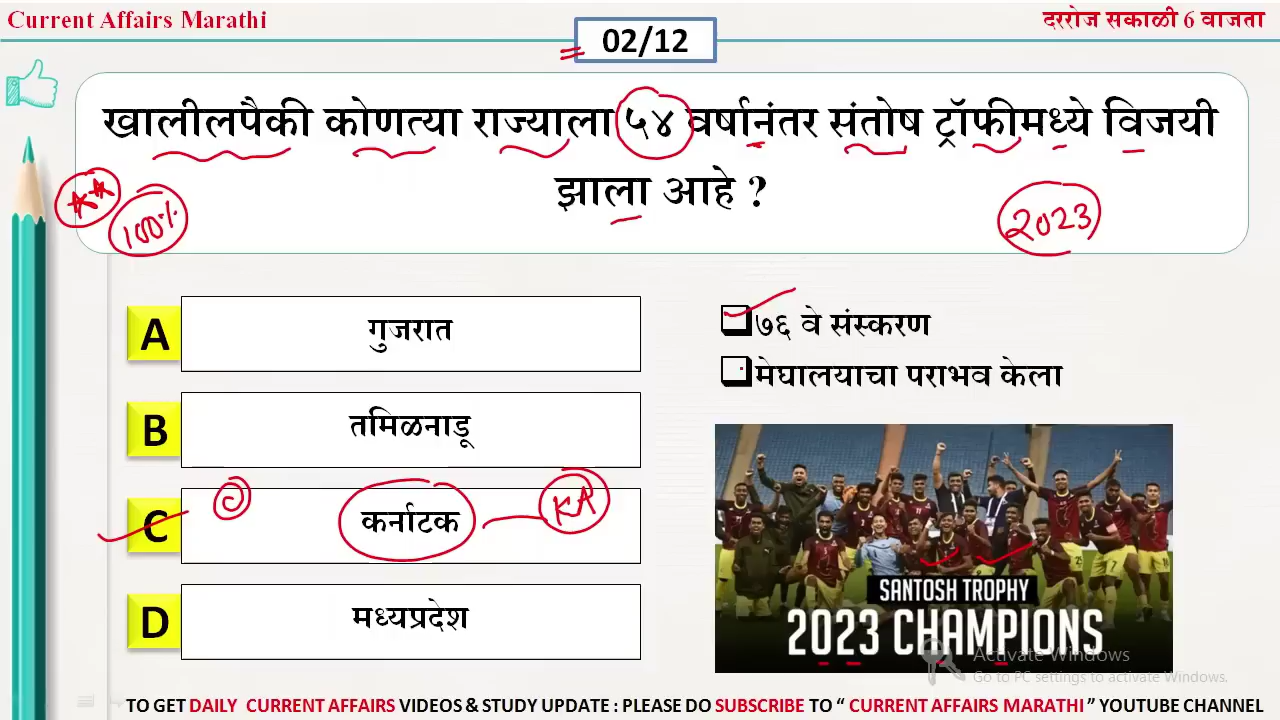 Current Affairs Marathi
दररोज सकाळी 6 वाजता
02/12
खालीलपैकी कोणत्या राज्याला ५४ वर्षानंतर संतोष ट्रॉफीमध्ये विजयी
झाला आहे ?
100%
2023
A गुजरात
B तमिळनाडू
C कर्नाटक KA
D मध्यप्रदेश
७६ वे संस्करण
मेघालयाचा पराभव केला
SANTOSH TROPHY
2023 CHAMPIONS
Activate Windows
Go to PC settings to activate Windows.
TO GET DAILY CURRENT AFFAIRS VIDEOS & STUDY UPDATE : PLEASE DO SUBSCRIBE TO “ CURRENT AFFAIRS MARATHI ” YOUTUBE CHANNEL